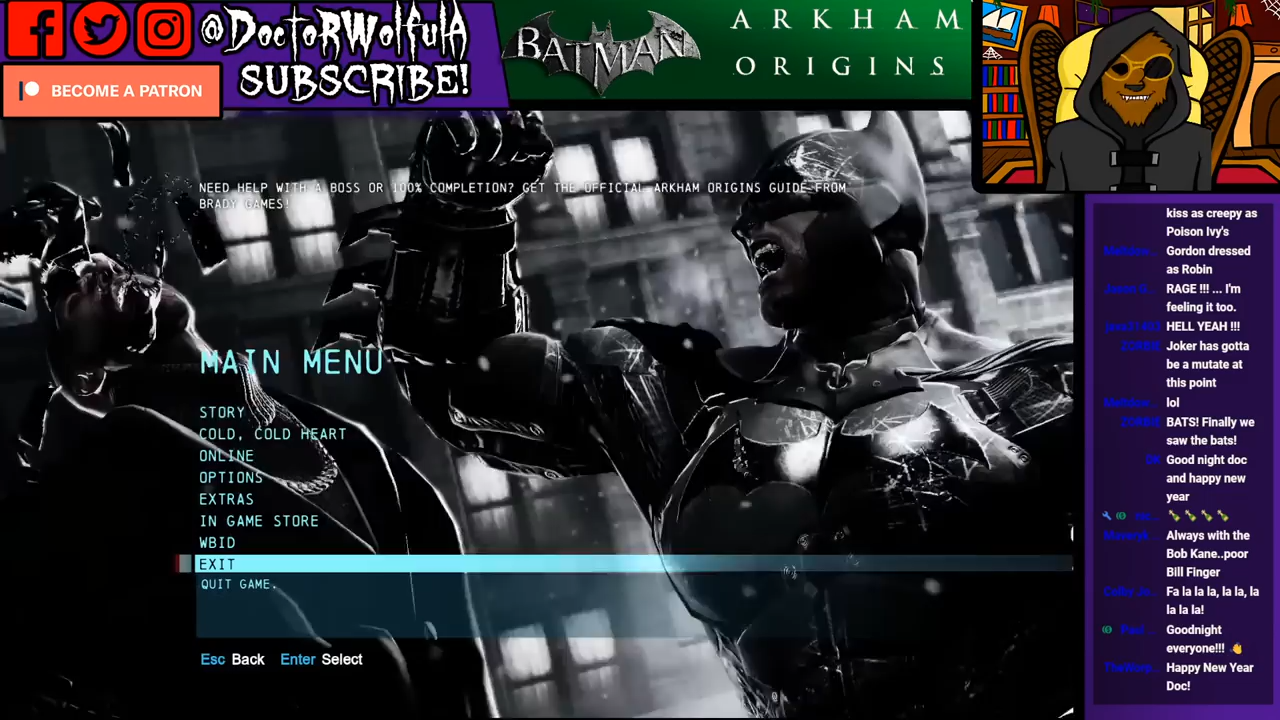 @DoctoRWolfulA
SUBSCRIBE!
BECOME A PATRON
BATMAN
ARKHAM
ORIGINS
NEED HELP WITH A BOSS OR 100% COMPLETION? GET THE OFFICIAL ARKHAM ORIGINS GUIDE FROM
BRADY GAMES!
MAIN MENU
STORY
COLD, COLD HEART
ONLINE
OPTIONS
EXTRAS
IN GAME STORE
WBID
EXIT
QUIT GAME.
Esc Back Enter Select
kiss as creepy as
Poison Ivy's
Gordon dressed
as Robin
RAGE !!! ... I'm
feeling it too.
HELL YEAH !!!
ZOMBIE Joker has gotta
be a mutate at
this point
lol
ZOMBIE BATS! Finally we
saw the bats!
Good night doc
and happy new
year
Always with the
Bob Kane..poor
Bill Finger
Fa la la la, la la, la
la la la!
Goodnight
everyone!!! 👋
Happy New Year
Doc!